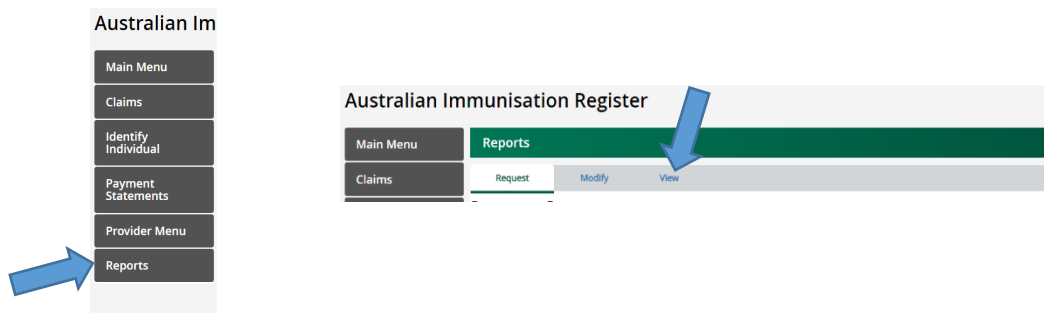 Australian Im
Main Menu
Claims
Identify
Individual
Payment
Statements
Provider Menu
Reports
Australian Immunisation Register
Main Menu
Reports
Claims
Request
Modify
View